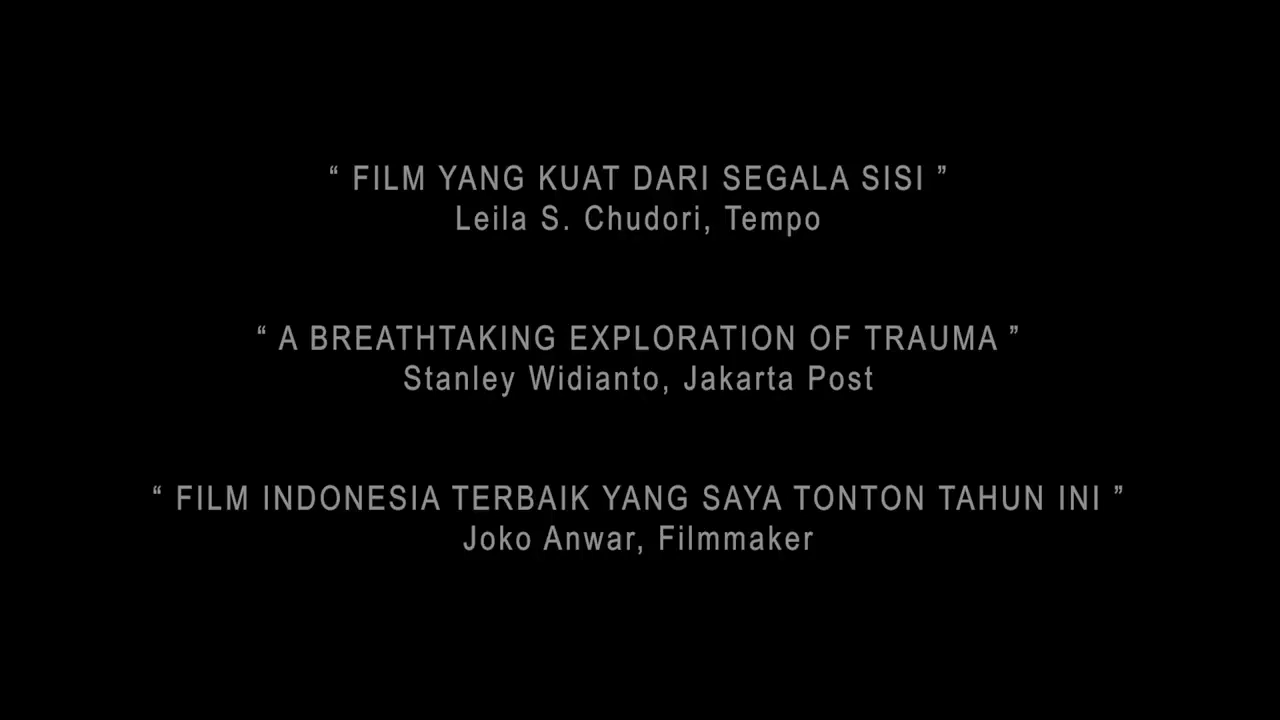 “ FILM YANG KUAT DARI SEGALA SISI ”
Leila S. Chudori, Tempo
“ A BREATHTAKING EXPLORATION OF TRAUMA ”
Stanley Widianto, Jakarta Post
“ FILM INDONESIA TERBAIK YANG SAYA TONTON TAHUN INI ”
Joko Anwar, Filmmaker